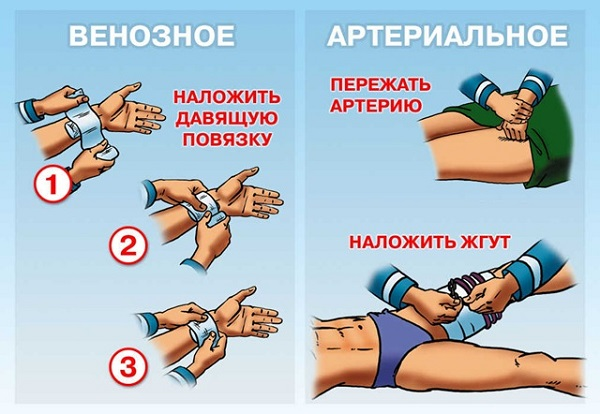 ВЕНОЗНОЕ
НАЛОЖИТЬ
ДАВЯЩУЮ
ПОВЯЗКУ
1
2
3
АРТЕРИАЛЬНОЕ
ПЕРЕЖАТЬ
АРТЕРИЮ
НАЛОЖИТЬ ЖГУТ